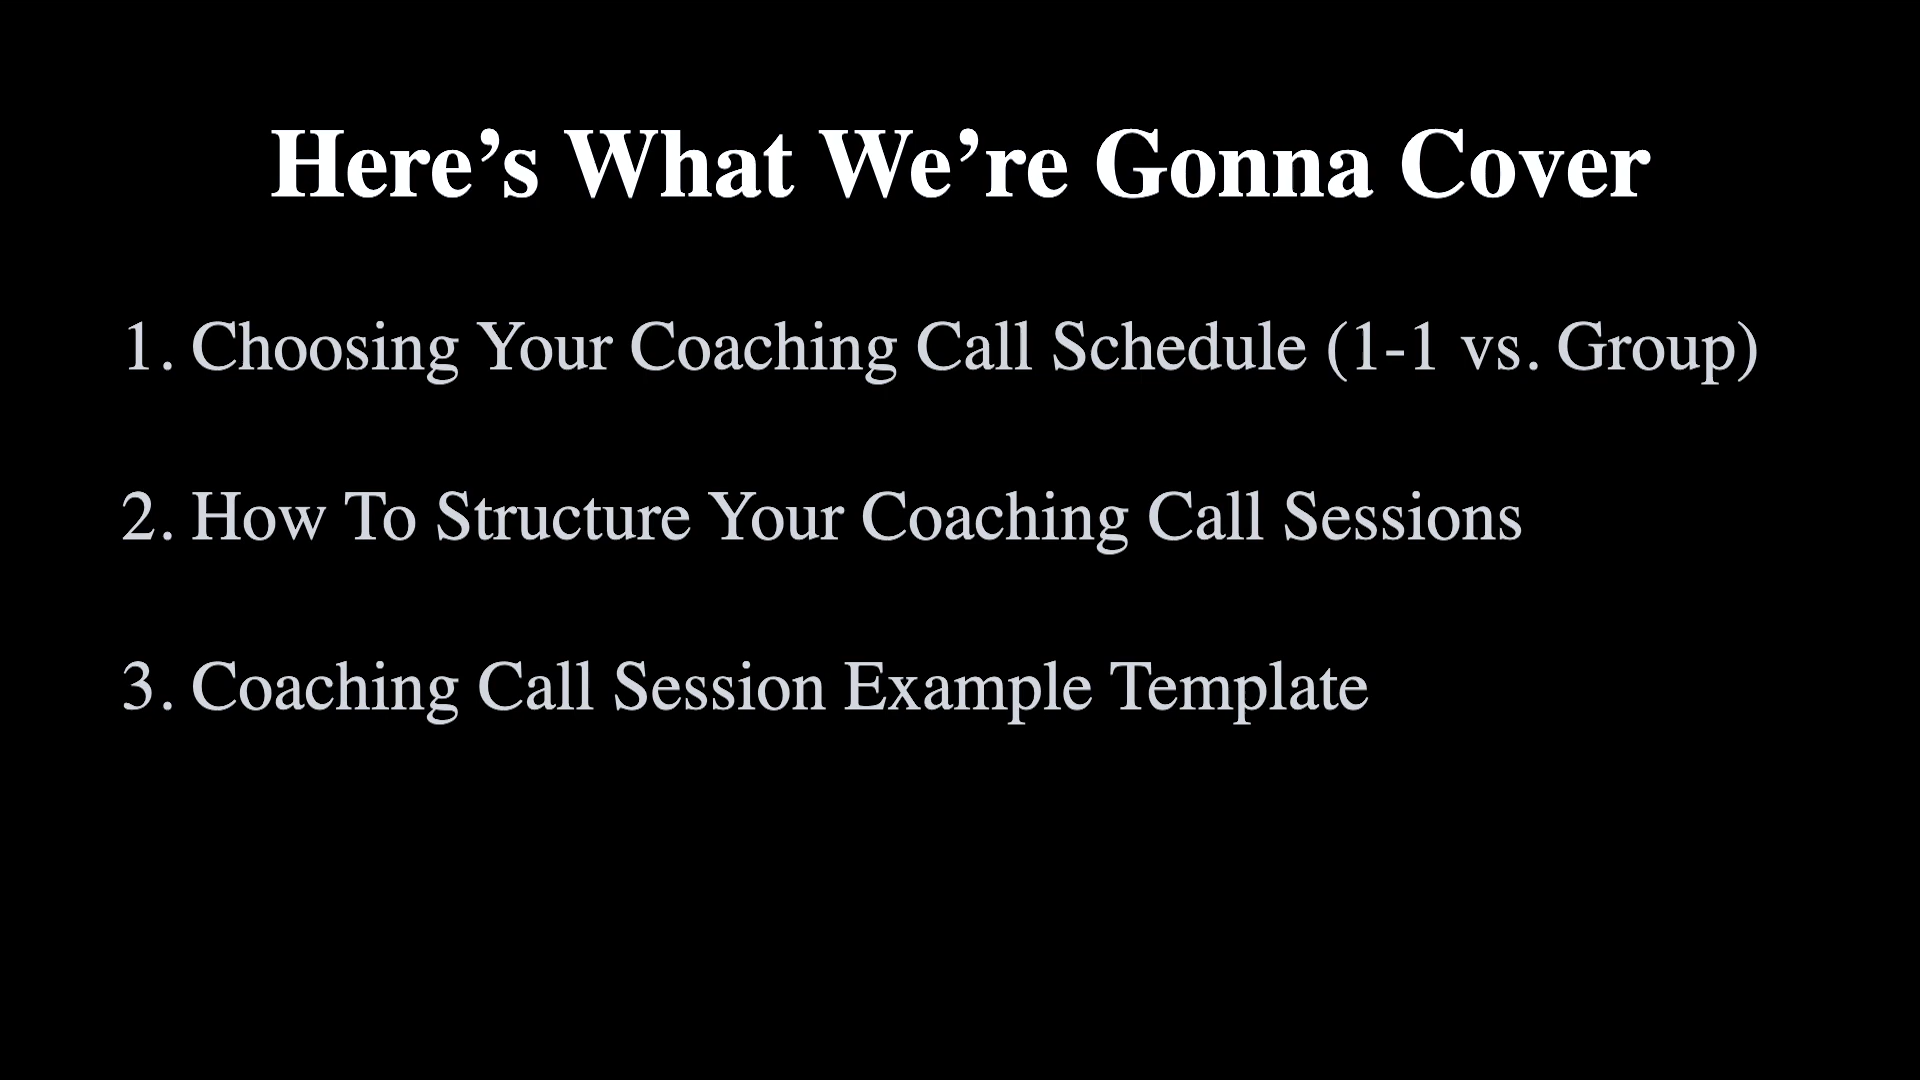 Here’s What We’re Gonna Cover
1. Choosing Your Coaching Call Schedule (1-1 vs. Group)
2. How To Structure Your Coaching Call Sessions
3. Coaching Call Session Example Template